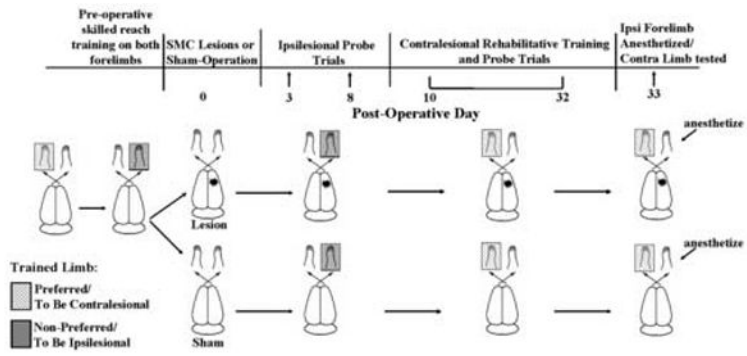 Pre-operative
skilled reach
training on both
forelimbs
SMC Lesions or
Sham-Operation
Ipsilesional Probe
Trials
Contralesional Rehabilitative Training
and Probe Trials
Ipsi Forelimb
Anesthetized/
Contra Limb tested
0
3
8
10
32
33
Post-Operative Day
anesthetize
Lesion
anesthetize
Trained Limb:
Preferred/
To Be Contralesional
Non-Preferred/
To Be Ipsilesional
Sham